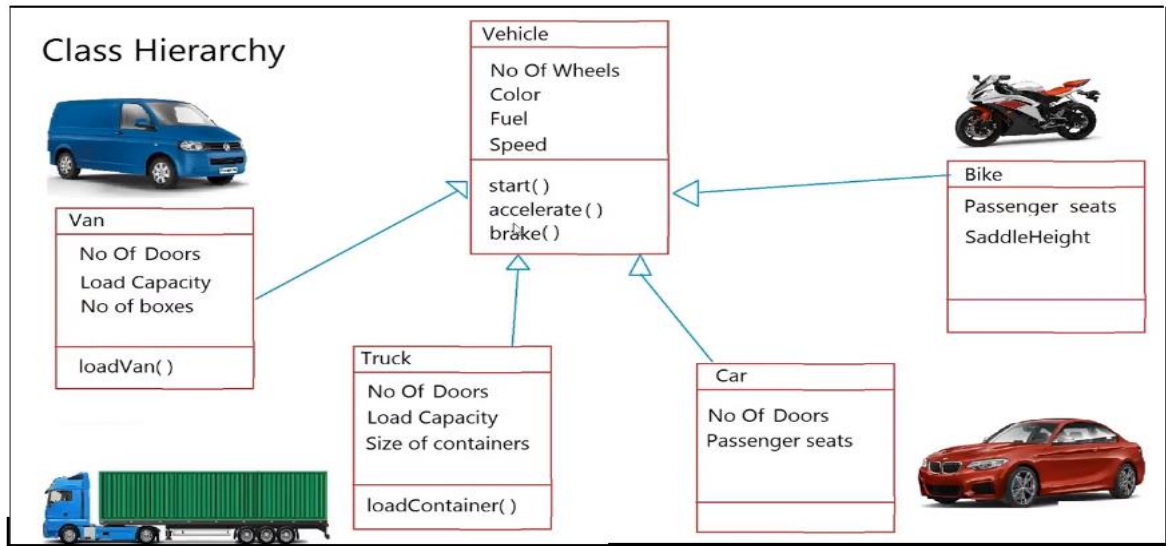 Class Hierarchy
Vehicle
No Of Wheels
Color
Fuel
Speed
start( )
accelerate( )
brake( )
Van
No Of Doors
Load Capacity
No of boxes
loadVan( )
Truck
No Of Doors
Load Capacity
Size of containers
loadContainer( )
Car
No Of Doors
Passenger seats
Bike
Passenger seats
SaddleHeight